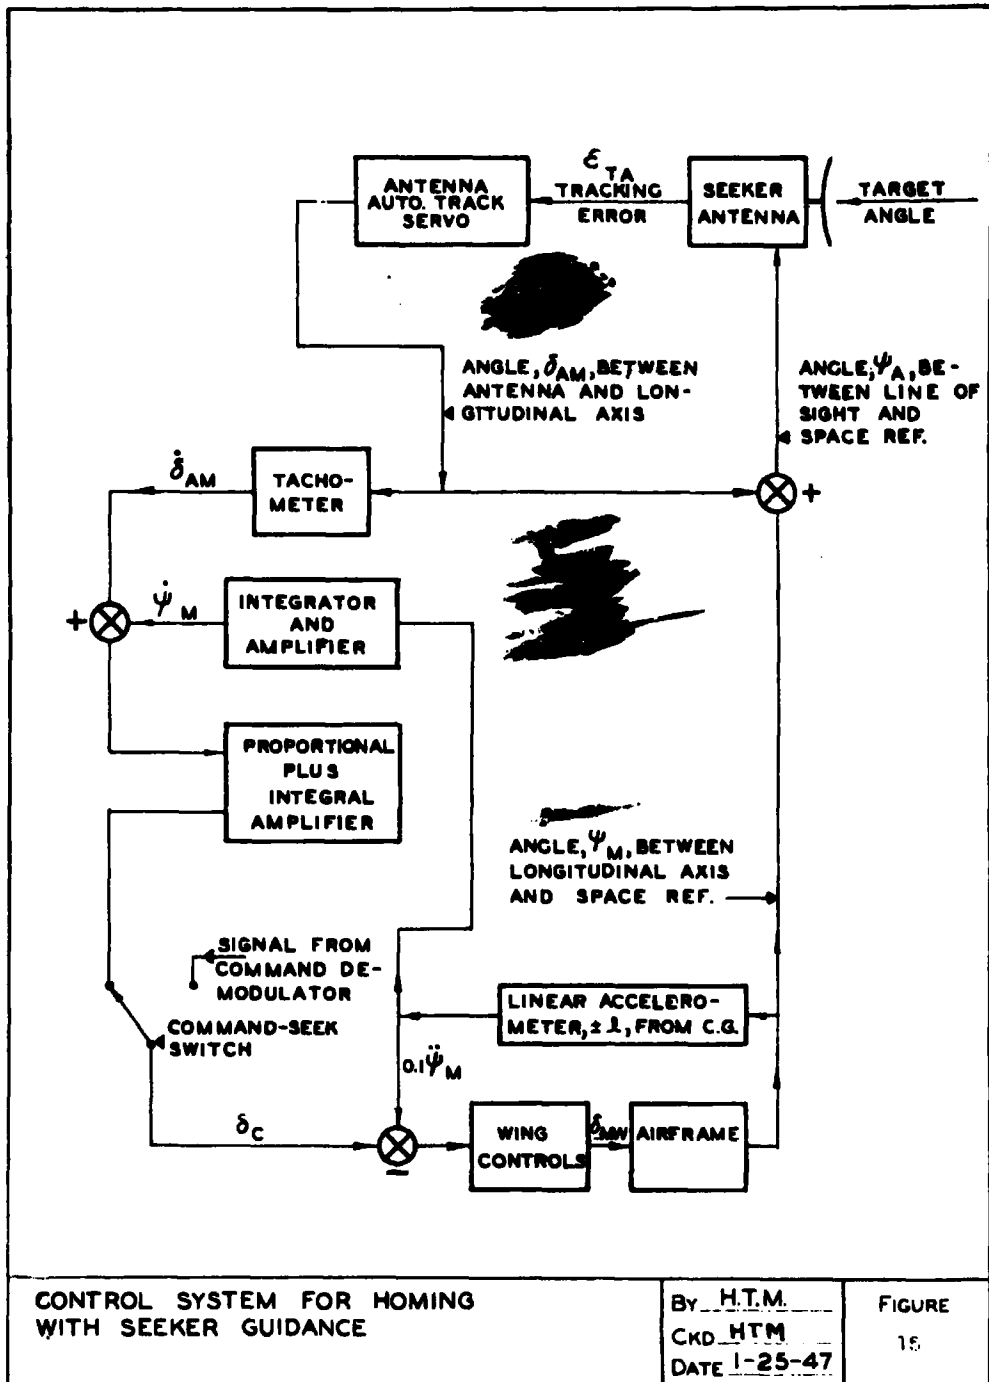 ANTENNA
AUTO. TRACK
SERVO
ε TA
TRACKING
ERROR
SEEKER
ANTENNA
TARGET
ANGLE
ANGLE, δAM, BETWEEN
ANTENNA AND LON-
GITUDINAL AXIS
ANGLE, ψA, BE-
TWEEN LINE OF
SIGHT AND
SPACE REF.
δ̇AM
TACHO-
METER
+
+
ψ̇M
INTEGRATOR
AND
AMPLIFIER
PROPORTIONAL
PLUS
INTEGRAL
AMPLIFIER
ANGLE, ψM, BETWEEN
LONGITUDINAL AXIS
AND SPACE REF.
SIGNAL FROM
COMMAND DE-
MODULATOR
LINEAR ACCELERO-
METER, ± l, FROM C.G.
COMMAND-SEEK
SWITCH
0.1ψ̈M
δC
−
WING
CONTROLS
δMW
AIRFRAME
CONTROL SYSTEM FOR HOMING
WITH SEEKER GUIDANCE
BY H.T.M.
CKD HTM
DATE 1-25-47
FIGURE